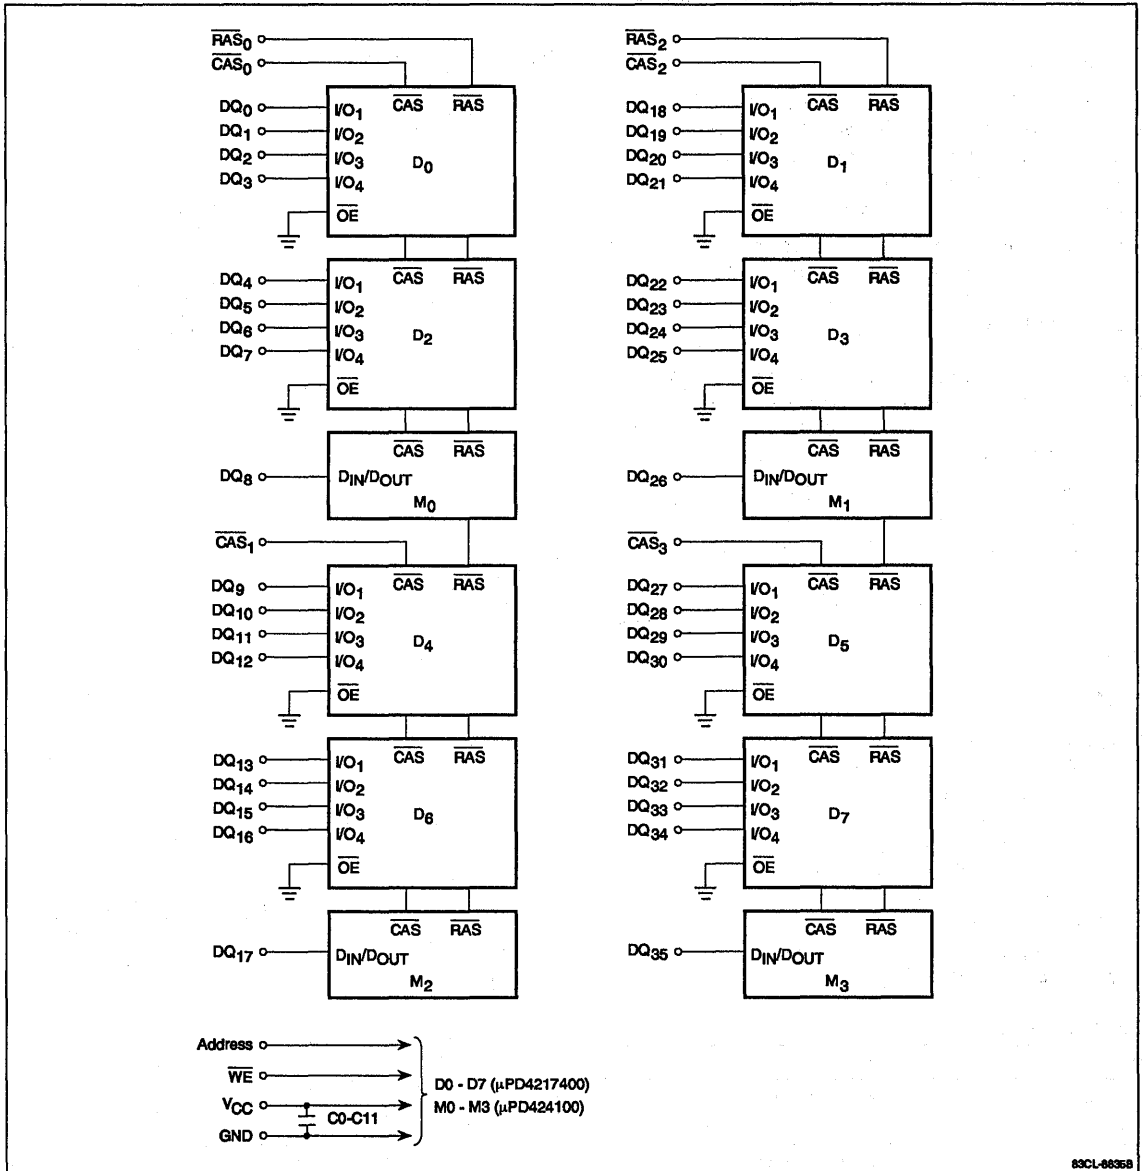 RAS0
CAS0
CAS RAS
DQ0 I/O1
DQ1 I/O2
DQ2 I/O3
DQ3 I/O4
D0
OE
CAS RAS
DQ4 I/O1
DQ5 I/O2
DQ6 I/O3
DQ7 I/O4
D2
OE
CAS RAS
DQ8 DIN/DOUT
M0
CAS1
CAS RAS
DQ9 I/O1
DQ10 I/O2
DQ11 I/O3
DQ12 I/O4
D4
OE
CAS RAS
DQ13 I/O1
DQ14 I/O2
DQ15 I/O3
DQ16 I/O4
D6
OE
CAS RAS
DQ17 DIN/DOUT
M2
RAS2
CAS2
CAS RAS
DQ18 I/O1
DQ19 I/O2
DQ20 I/O3
DQ21 I/O4
D1
OE
CAS RAS
DQ22 I/O1
DQ23 I/O2
DQ24 I/O3
DQ25 I/O4
D3
OE
CAS RAS
DQ26 DIN/DOUT
M1
CAS3
CAS RAS
DQ27 I/O1
DQ28 I/O2
DQ29 I/O3
DQ30 I/O4
D5
OE
CAS RAS
DQ31 I/O1
DQ32 I/O2
DQ33 I/O3
DQ34 I/O4
D7
OE
CAS RAS
DQ35 DIN/DOUT
M3
Address
WE
VCC
C0-C11
GND
D0 - D7 (μPD4217400)
M0 - M3 (μPD424100)